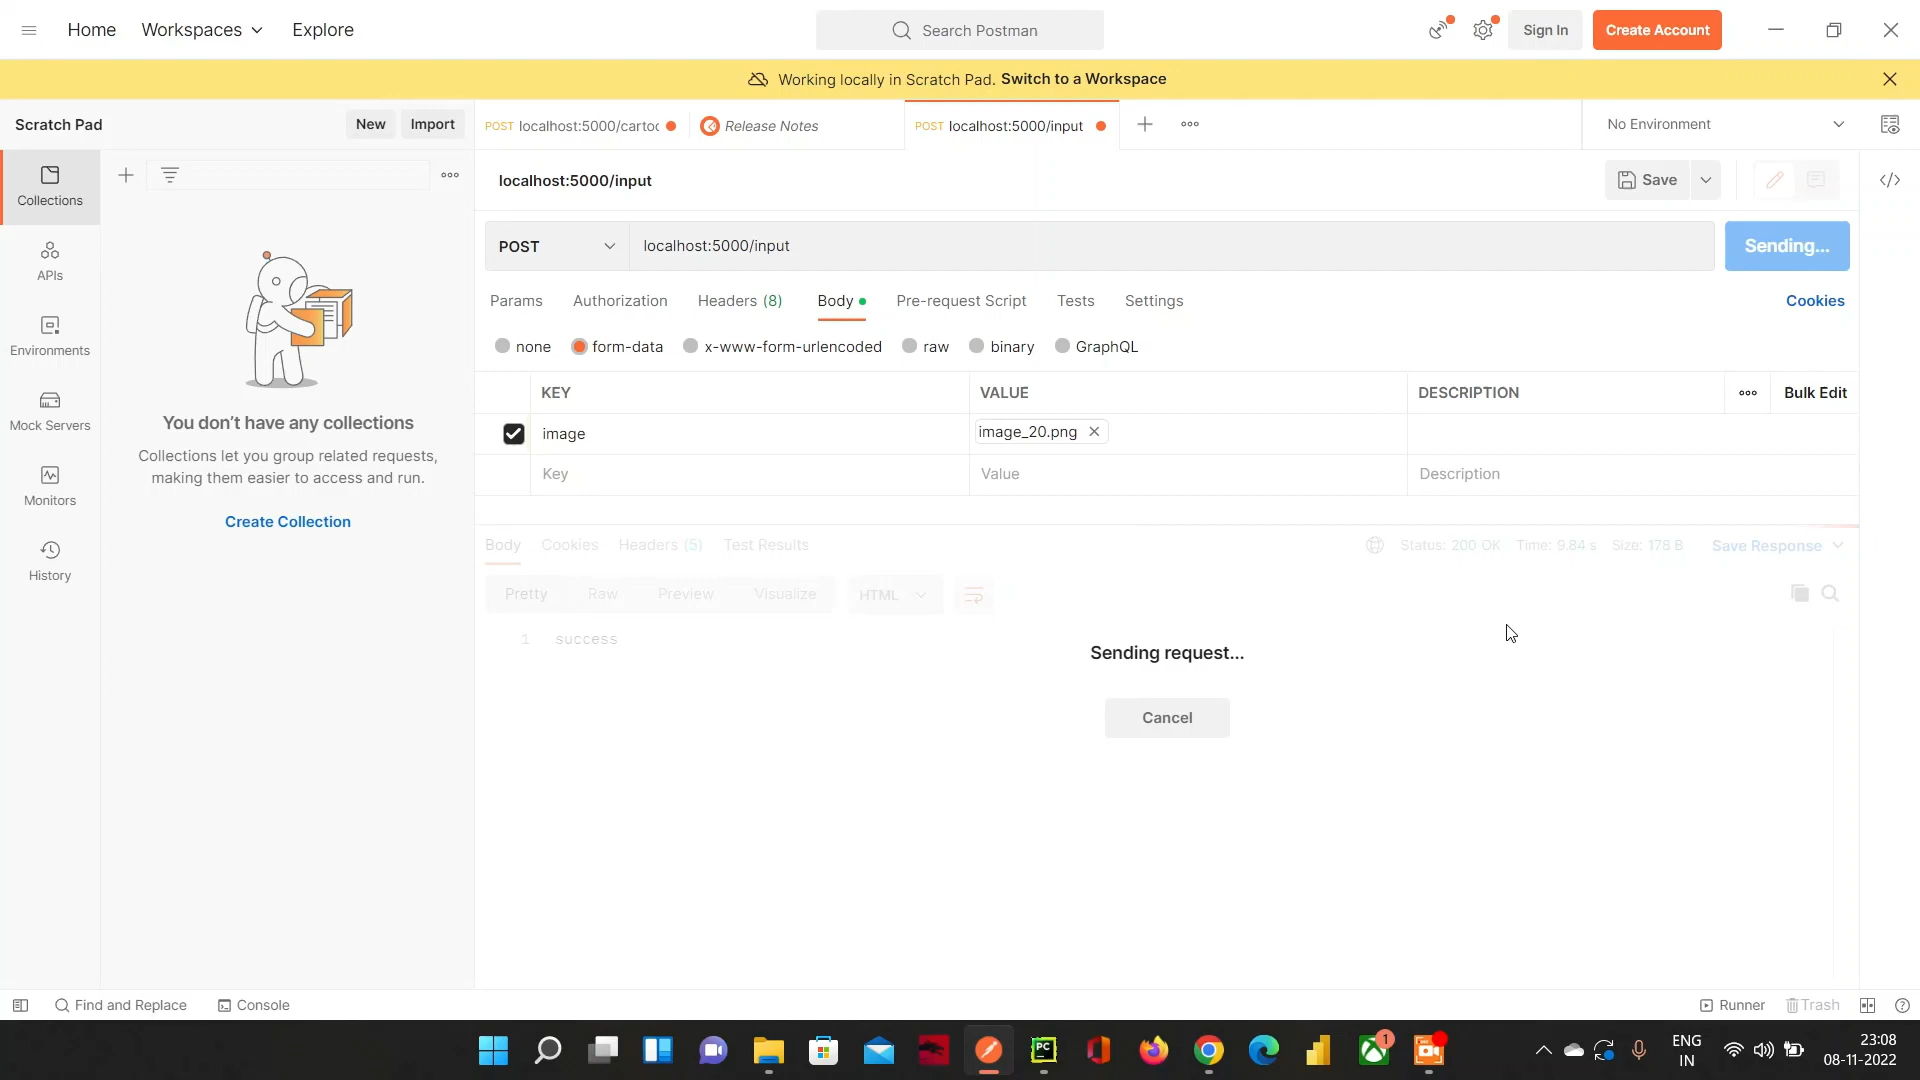 Home Workspaces Explore
Search Postman
Sign In Create Account
Working locally in Scratch Pad. Switch to a Workspace
Scratch Pad New Import
POST localhost:5000/cartoo Release Notes POST localhost:5000/input
No Environment
Collections
localhost:5000/input
Save
POST localhost:5000/input Sending...
APIs
Params Authorization Headers (8) Body Pre-request Script Tests Settings Cookies
Environments
none form-data x-www-form-urlencoded raw binary GraphQL
KEY VALUE DESCRIPTION Bulk Edit
Mock Servers
You don’t have any collections
image image_20.png
Collections let you group related requests,
making them easier to access and run.
Key Value Description
Monitors
Create Collection
Body Cookies Headers (5) Test Results Status: 200 OK Time: 9.84 s Size: 178 B Save Response
History
Pretty Raw Preview Visualize HTML
1 success
Sending request...
Cancel
Find and Replace Console Runner Trash
PC
1
ENG
IN
23:08
08-11-2022